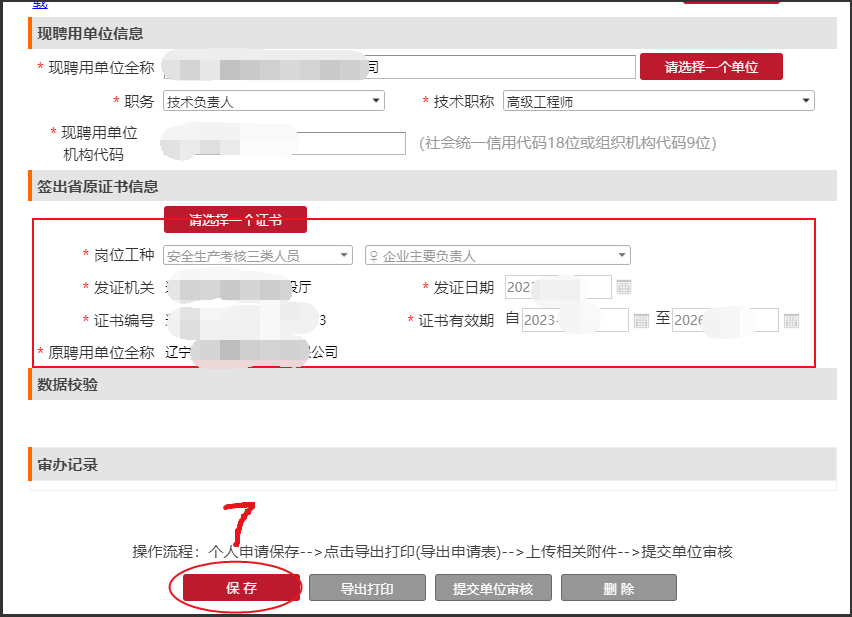 载
现聘用单位信息
* 现聘用单位全称 司 请选择一个单位
* 职务 技术负责人 * 技术职称 高级工程师
* 现聘用单位
机构代码 (社会统一信用代码18位或组织机构代码9位)
签出省原证书信息
请选择一个证书
* 岗位工种 安全生产考核三类人员 企业主要负责人
* 发证机关 设厅 * 发证日期 202
* 证书编号 3 * 证书有效期 自 2023- 至 2026
* 原聘用单位全称 辽宁 公司
数据校验
审办记录
7
操作流程：个人申请保存-->点击导出打印(导出申请表)-->上传相关附件-->提交单位审核
保 存 导出打印 提交单位审核 删 除